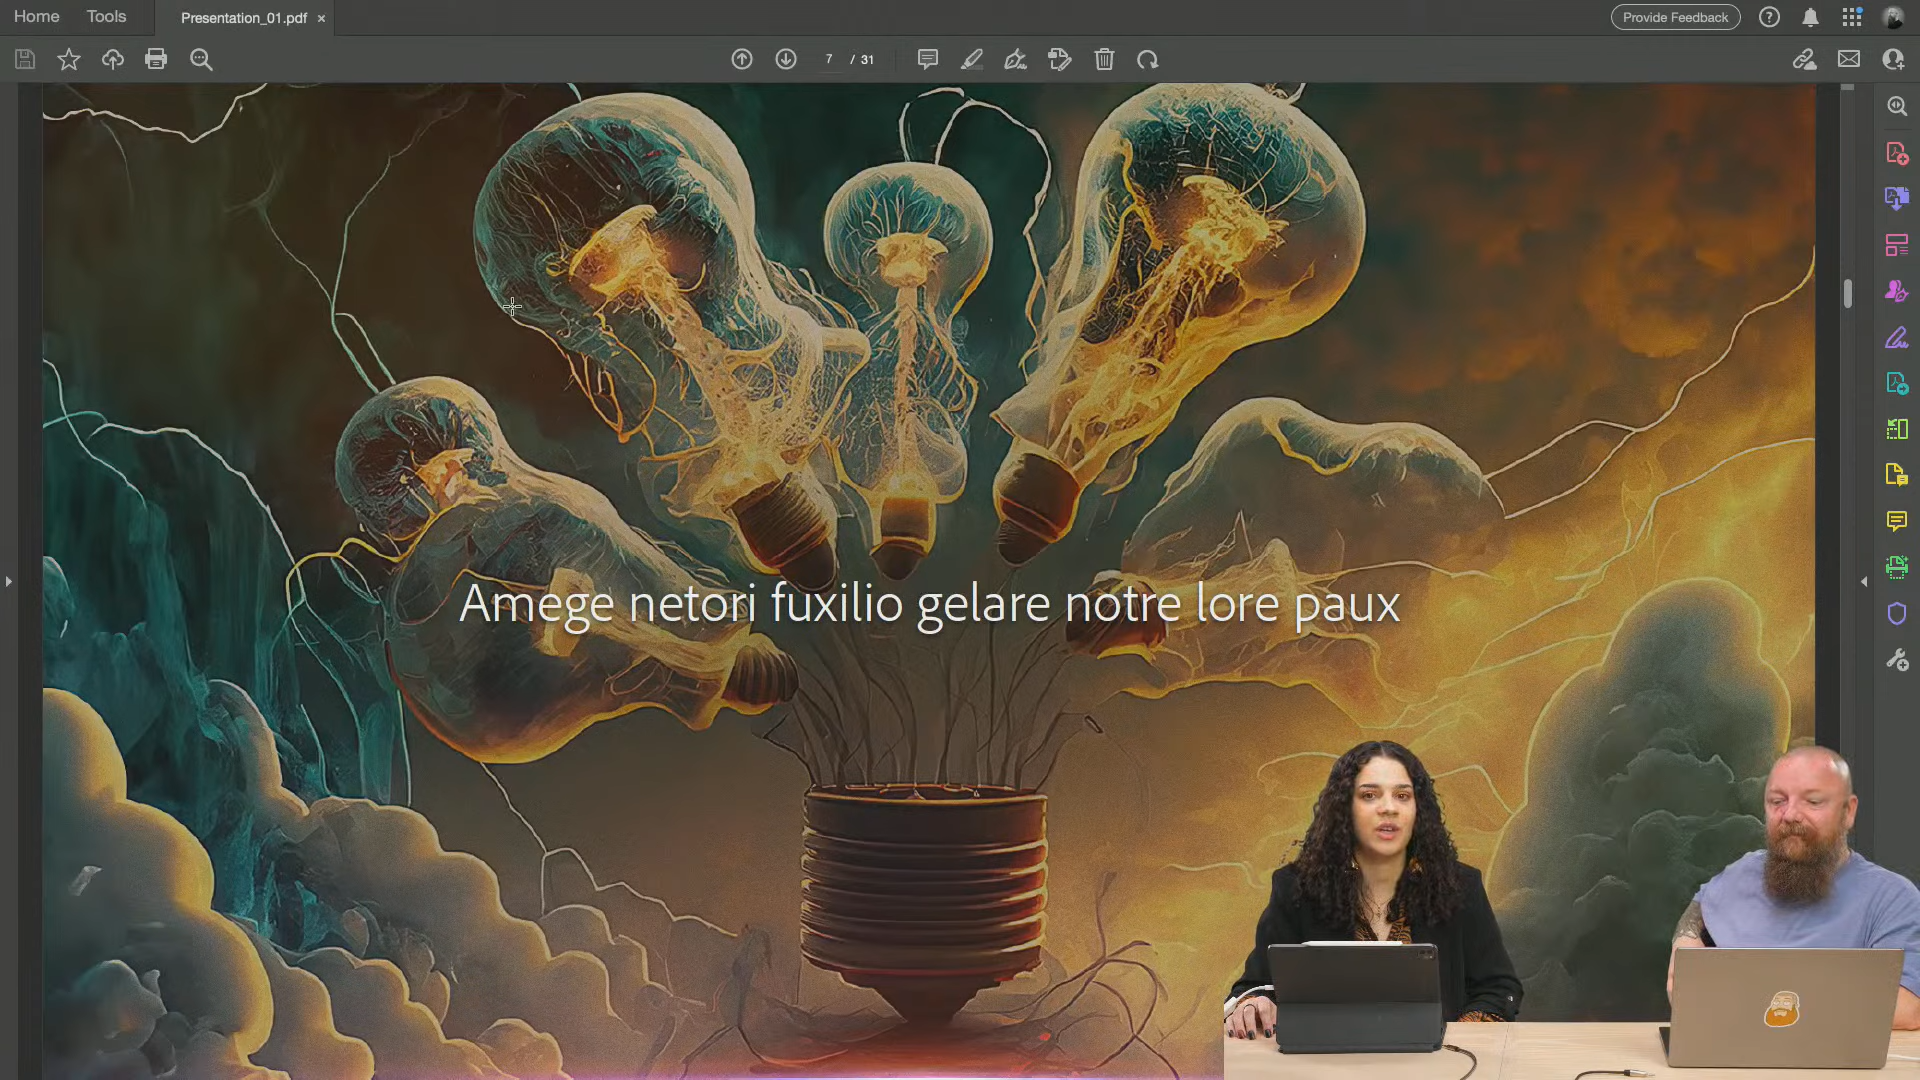 Home
Tools
Presentation_01.pdf
Provide Feedback
7 / 31
Amege netori fuxilio gelare notre lore paux